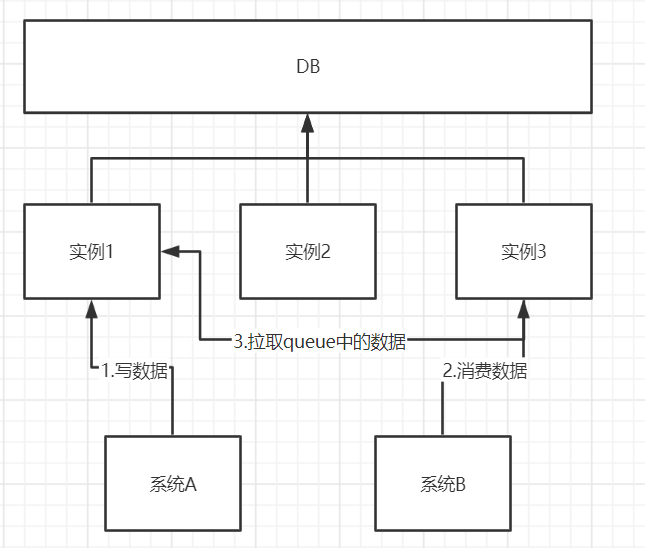 DB
实例1
实例2
实例3
3.拉取queue中的数据
1.写数据
2.消费数据
系统A
系统B